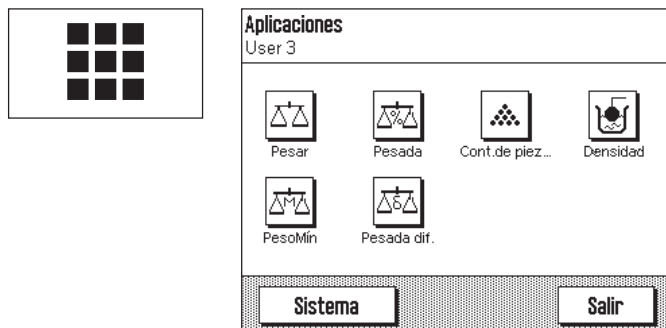 Aplicaciones
User 3
Pesar Pesada Cont.de piez... Densidad
PesoMín Pesada dif.
Sistema Salir